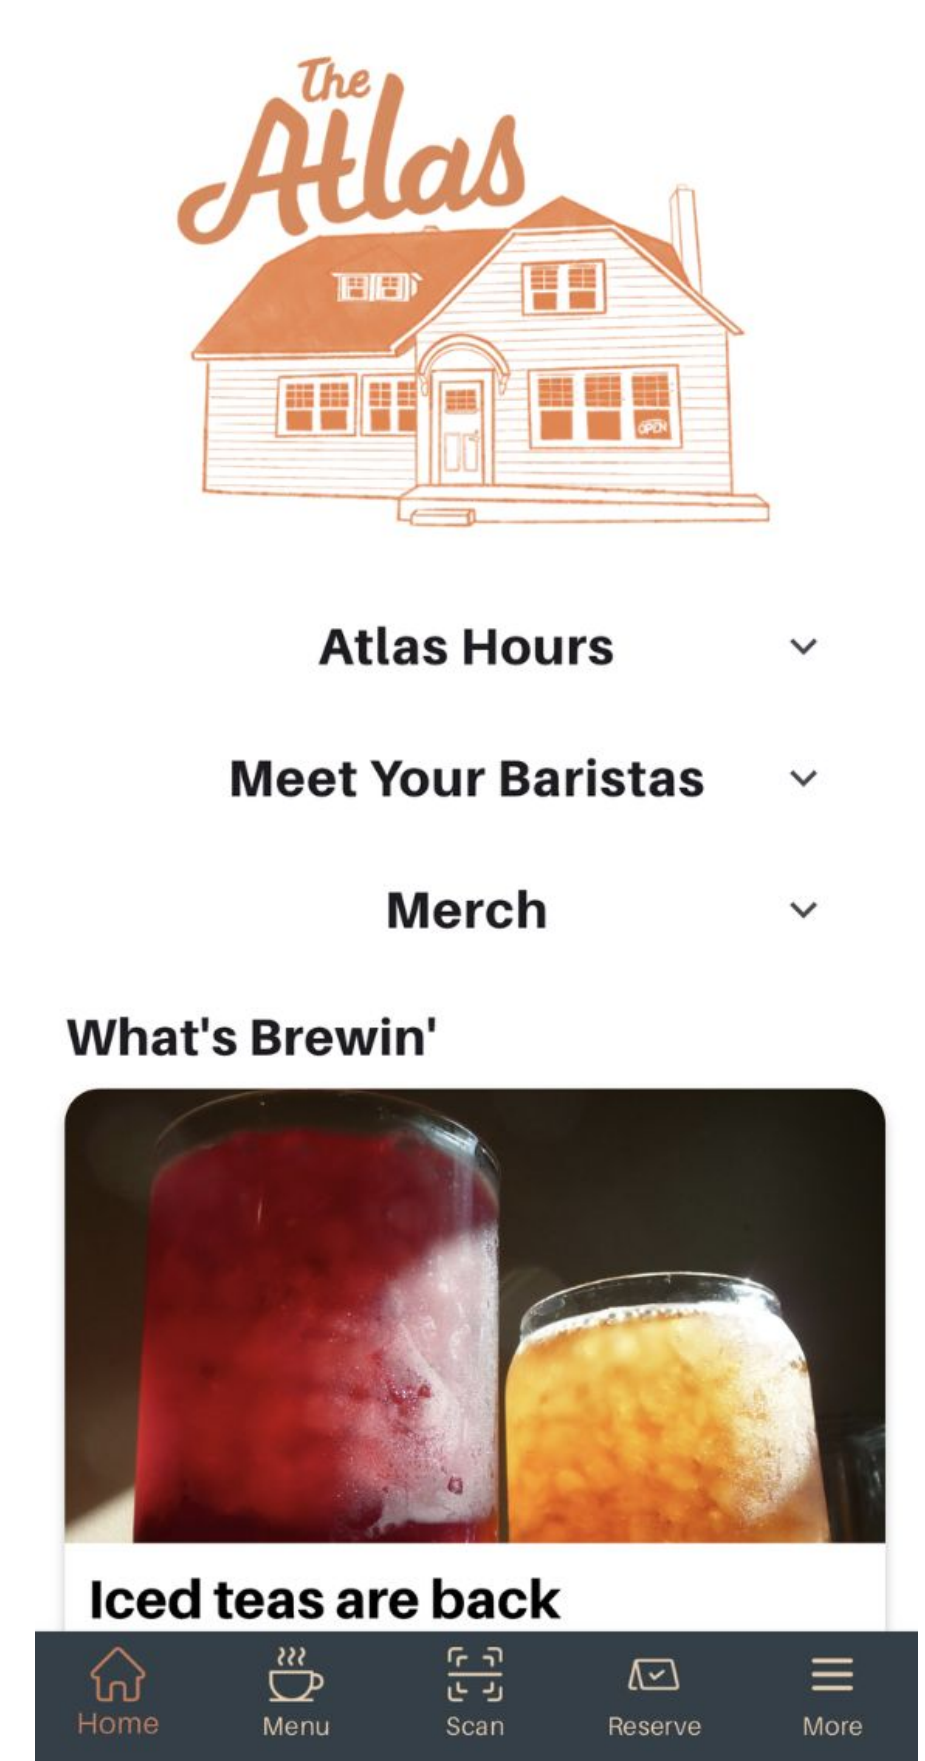 The
Atlas
OPEN
Atlas Hours
Meet Your Baristas
Merch
What's Brewin'
Iced teas are back
Home
Menu
Scan
Reserve
More